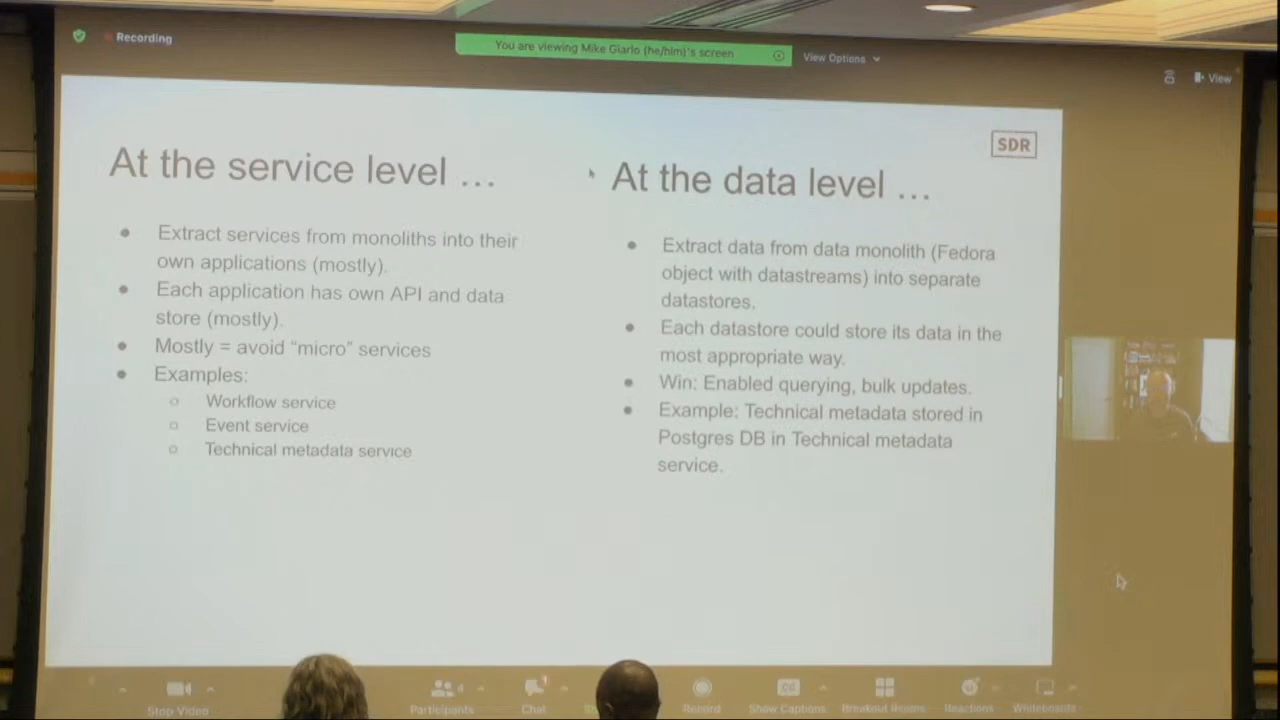 Recording
You are viewing Mike Giarlo (he/him)'s screen
View Options
View
SDR
At the service level …
● Extract services from monoliths into their
own applications (mostly).
● Each application has own API and data
store (mostly).
● Mostly = avoid “micro” services
● Examples:
○ Workflow service
○ Event service
○ Technical metadata service
At the data level …
● Extract data from data monolith (Fedora
object with datastreams) into separate
datastores.
● Each datastore could store its data in the
most appropriate way.
● Win: Enabled querying, bulk updates.
● Example: Technical metadata stored in
Postgres DB in Technical metadata
service.
Stop Video
Participants
4
Chat
Record
Show Captions
Breakout Rooms
Reactions
Whiteboards